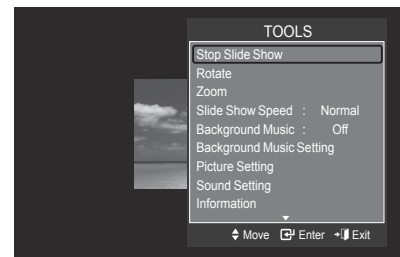 TOOLS
Stop Slide Show
Rotate
Zoom
Slide Show Speed : Normal
Background Music : Off
Background Music Setting
Picture Setting
Sound Setting
Information
Move Enter Exit